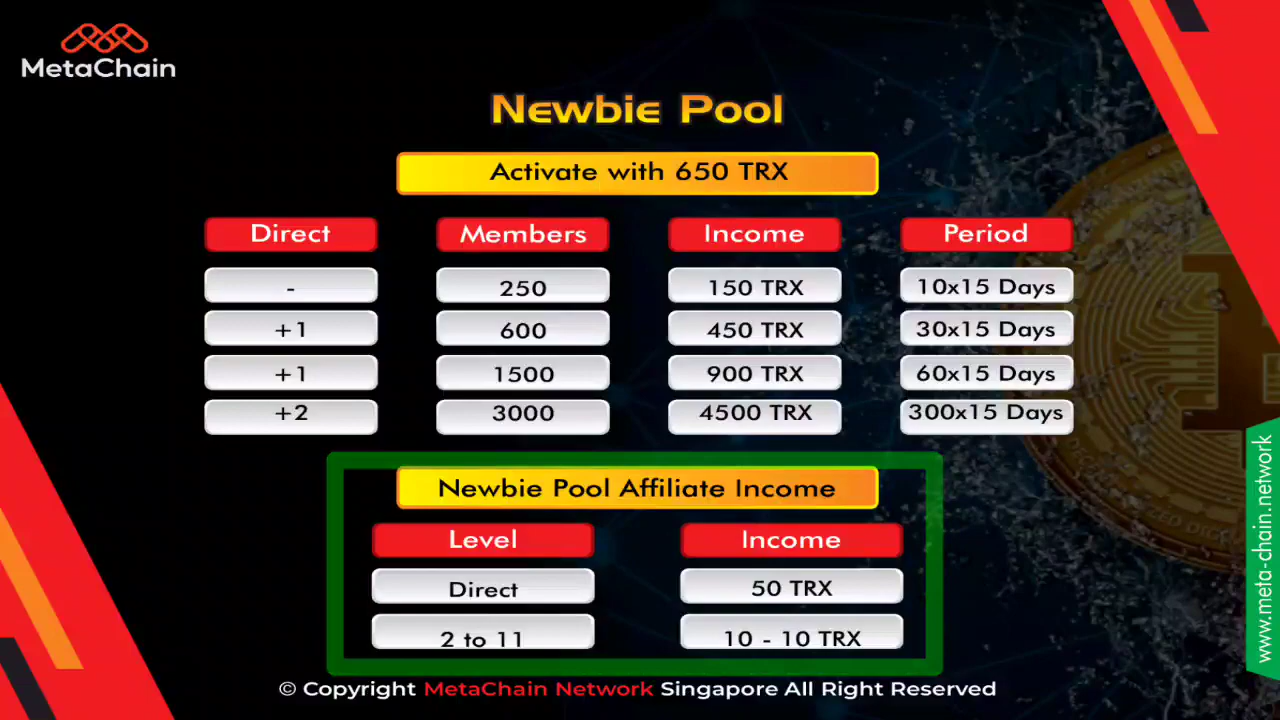 MetaChain
Newbie Pool
Activate with 650 TRX
Direct Members Income Period
- 250 150 TRX 10x15 Days
+1 600 450 TRX 30x15 Days
+1 1500 900 TRX 60x15 Days
+2 3000 4500 TRX 300x15 Days
Newbie Pool Affiliate Income
Level Income
Direct 50 TRX
2 to 11 10 - 10 TRX
© Copyright MetaChain Network Singapore All Right Reserved
www.meta-chain.network